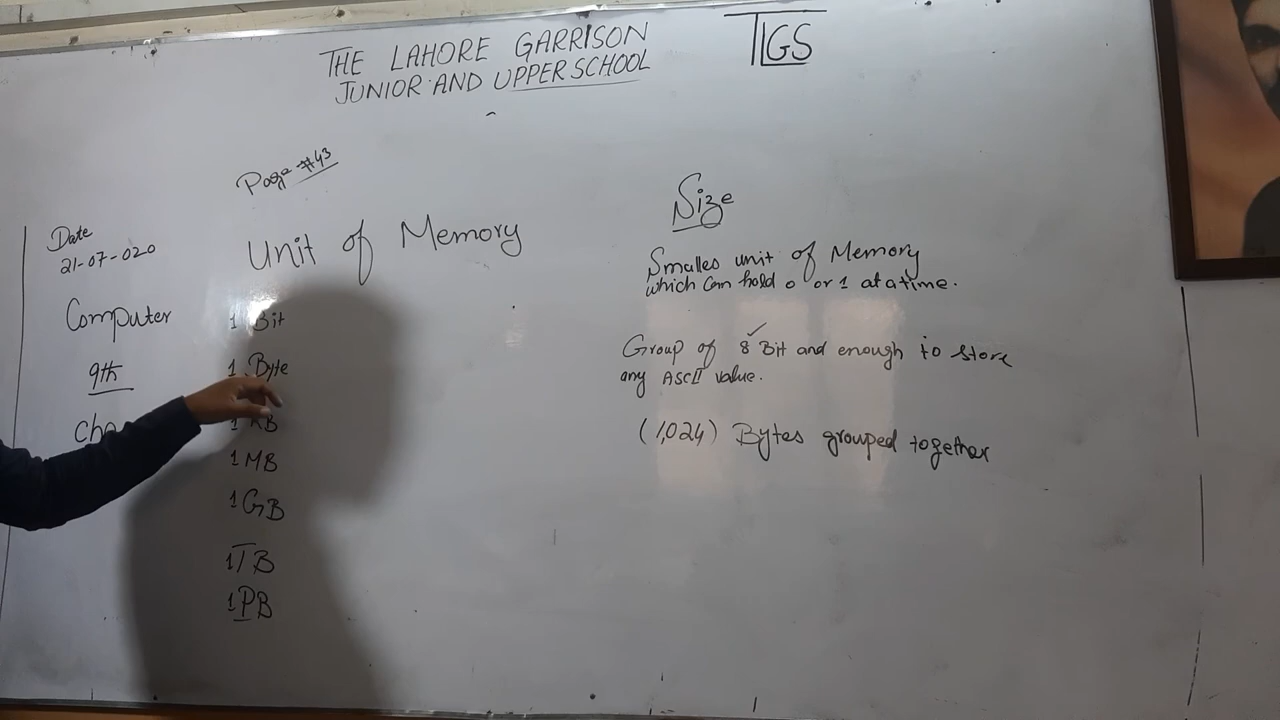 THE LAHORE GARRISON
JUNIOR AND UPPER SCHOOL
TLGS
Page #43
Date
21-07-020
Computer
9th
Unit of Memory
1 Bit
1 Byte
1 KB
1 MB
1 GB
1 TB
1 PB
Size
Smalles unit of Memory
which Can hold 0 or 1 at a time.
Group of 8 Bit and enough to store
any ASCII value.
(1,024) Bytes grouped together